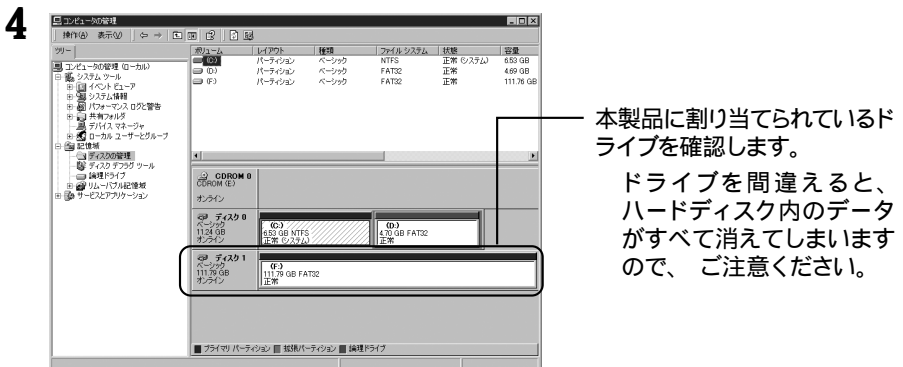 4
コンピュータの管理
操作(A) 表示(V)
ツリー
コンピュータの管理 (ローカル)
システム ツール
イベント ビューア
システム情報
パフォーマンス ログと警告
共有フォルダ
デバイス マネージャ
ローカル ユーザーとグループ
記憶域
ディスクの管理
ディスク デフラグ ツール
論理ドライブ
リムーバブル記憶域
サービスとアプリケーション
ボリューム レイアウト 種類 ファイル システム 状態 容量
(C:) パーティション ベーシック NTFS 正常 (システム) 6.53 GB
(D:) パーティション ベーシック FAT32 正常 4.69 GB
(F:) パーティション ベーシック FAT32 正常 111.76 GB
CDROM 0
CDROM (E:)
オンライン
ディスク 0
ベーシック
11.24 GB
オンライン
(C:)
6.53 GB NTFS
正常 (システム)
(D:)
4.70 GB FAT32
正常
ディスク 1
ベーシック
111.79 GB
オンライン
(F:)
111.79 GB FAT32
正常
プライマリ パーティション 拡張パーティション 論理ドライブ
本製品に割り当てられているド
ライブを確認します。
ドライブを間違えると、
ハードディスク内のデータ
がすべて消えてしまいます
ので、 ご注意ください。